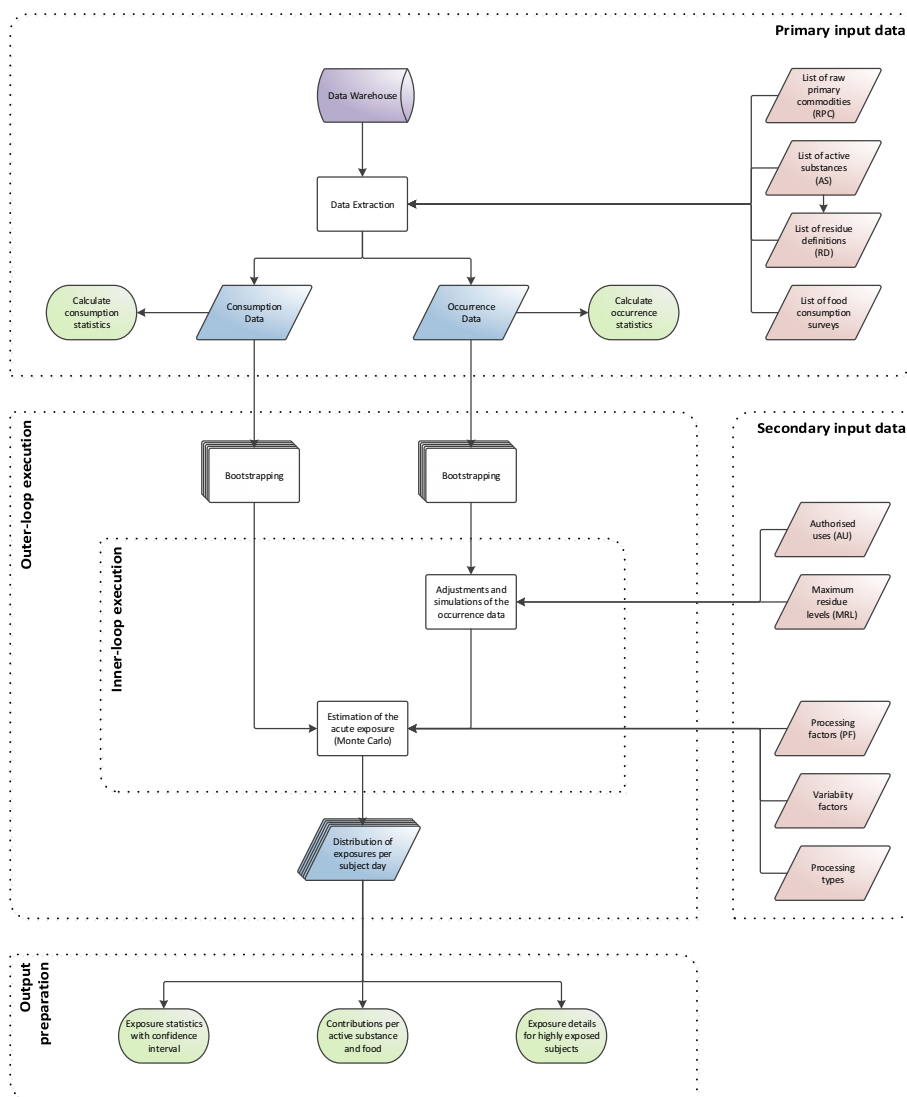 Primary input data
Data Warehouse
List of raw
primary
commodities
(RPC)
List of active
substances
(AS)
Data Extraction
List of residue
definitions
(RD)
Calculate
consumption
statistics
Consumption
Data
Occurrence
Data
Calculate
occurrence
statistics
List of food
consumption
surveys
Outer-loop execution
Secondary input data
Bootstrapping
Bootstrapping
Authorised
uses (AU)
Inner-loop execution
Adjustments and
simulations of the
occurrence data
Maximum
residue
levels (MRL)
Estimation of the
acute exposure
(Monte Carlo)
Processing
factors (PF)
Variabiity
factors
Distribution of
exposures per
subject day
Processing
types
Output
preparation
Exposure statistics
with confidence
interval
Contributions per
active substance
and food
Exposure details
for highly exposed
subjects